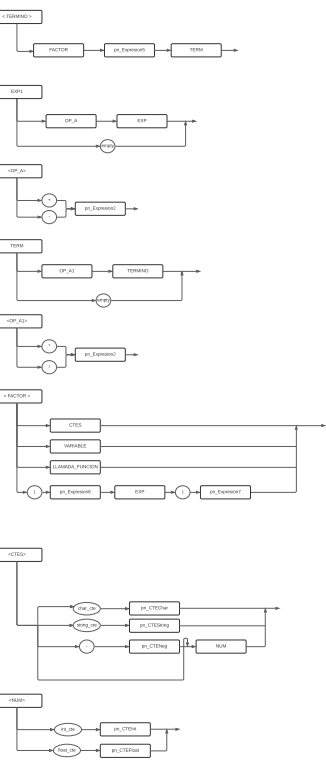 < TERMINO >
FACTOR pn_Expresion5 TERM
EXP1
OP_A EXP
empty
<OP_A>
+
pn_Expresion2
-
TERM
OP_A1 TERMINO
empty
<OP_A1>
*
pn_Expresion2
/
< FACTOR >
CTES
VARIABLE
LLAMADA_FUNCION
( pn_Expresion6 EXP ) pn_Expresion7
<CTES>
char_cte pn_CTEChar
string_cte pn_CTEString
- pn_CTENeg NUM
<NUM>
int_cte pn_CTEInt
float_cte pn_CTEFloat